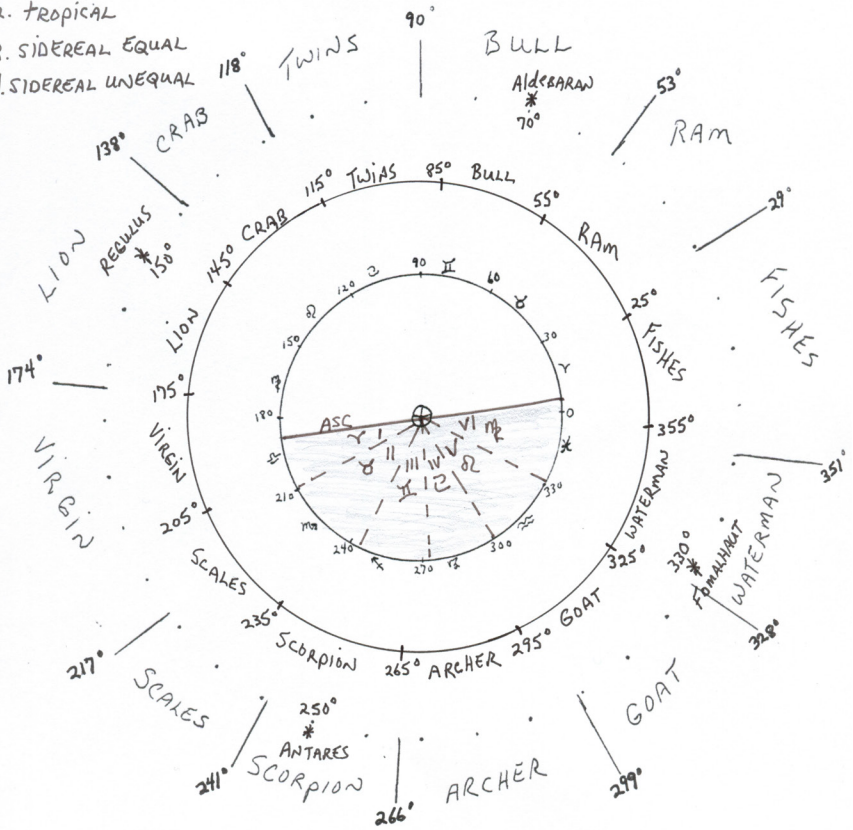 . TROPICAL
. SIDEREAL EQUAL
. SIDEREAL UNEQUAL
90°
TWINS
BULL
118°
AldEBARAN
*
70°
53°
RAM
CRAB
138°
29°
FISHES
LION
REGULUS
*
150°
174°
VIRGIN
217°
SCALES
241°
250°
*
ANTARES
SCORPION
266°
ARCHER
299°
GOAT
328°
330°
*
FOMALHAUT
WATERMAN
351°
115°
TWINS
85°
BULL
55°
RAM
25°
FISHES
355°
WATERMAN
325°
GOAT
295°
ARCHER
265°
SCORPION
235°
SCALES
205°
VIRGIN
175°
LION
145°
CRAB
90
♊
60
♉
30
♈
0
♓
330
♒
300
♑
270
♐
240
♏
210
♎
180
♍
150
♌
120
♋
ASC
I
II
III
IV
V
VI
♈
♉
♊
♋
♌
♍